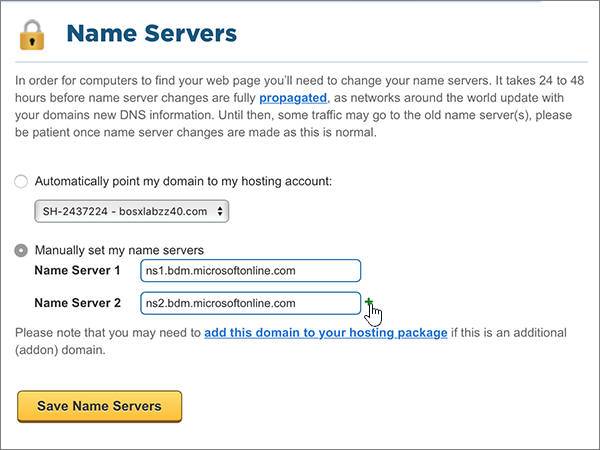 Name Servers
In order for computers to find your web page you'll need to change your name servers. It takes 24 to 48
hours before name server changes are fully propagated, as networks around the world update with
your domains new DNS information. Until then, some traffic may go to the old name server(s), please
be patient once name server changes are made as this is normal.
Automatically point my domain to my hosting account:
SH-2437224 - bosxlabzz40.com
Manually set my name servers
Name Server 1 ns1.bdm.microsoftonline.com
Name Server 2 ns2.bdm.microsoftonline.com
Please note that you may need to add this domain to your hosting package if this is an additional
(addon) domain.
Save Name Servers